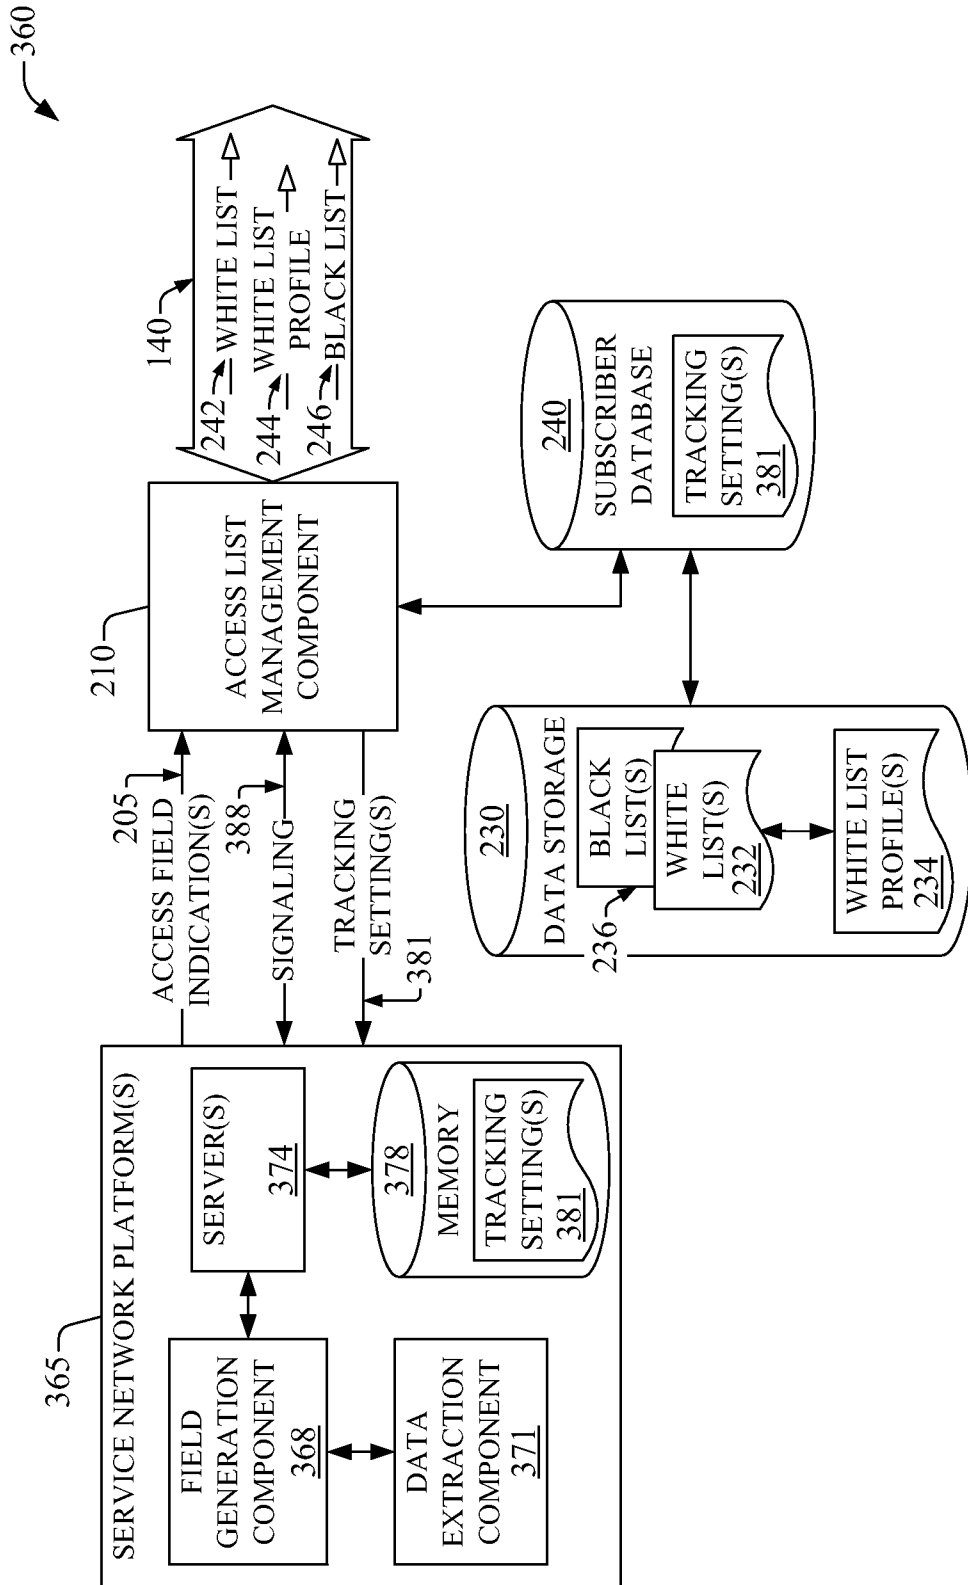 360
365
SERVICE NETWORK PLATFORM(S)
FIELD
GENERATION
COMPONENT
368
DATA
EXTRACTION
COMPONENT
371
SERVER(S)
374
378
MEMORY
TRACKING
SETTING(S)
381
ACCESS FIELD
INDICATION(S)
205
SIGNALING
388
TRACKING
SETTING(S)
381
210
ACCESS LIST
MANAGEMENT
COMPONENT
140
242 WHITE LIST
244 WHITE LIST
PROFILE
246 BLACK LIST
230
DATA STORAGE
BLACK
LIST(S)
236
WHITE
LIST(S)
232
WHITE LIST
PROFILE(S)
234
240
SUBSCRIBER
DATABASE
TRACKING
SETTING(S)
381